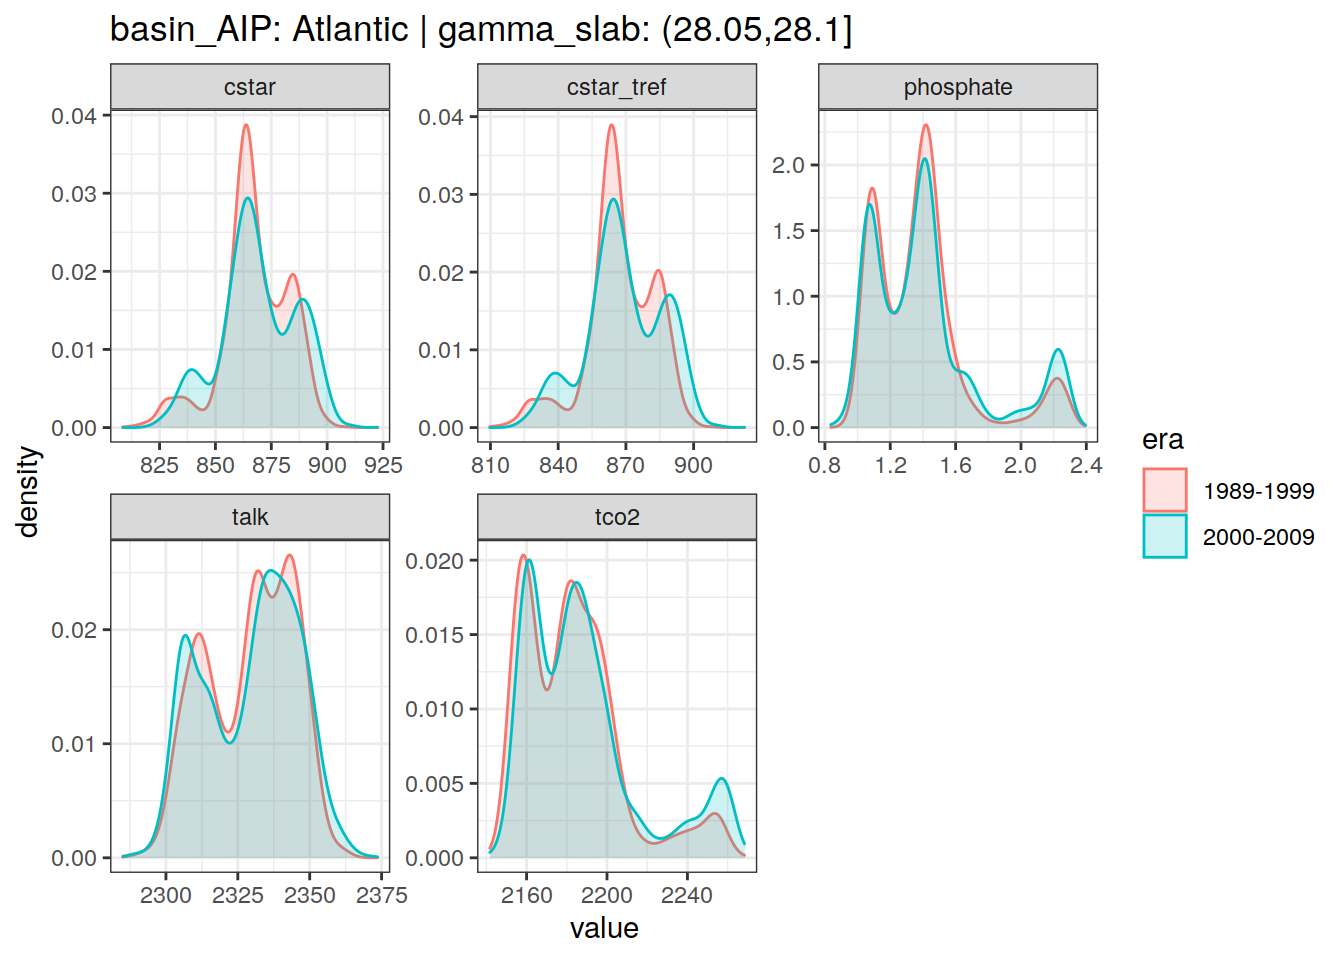 basin_AIP: Atlantic | gamma_slab: (28.05,28.1]
cstar
cstar_tref
phosphate
0.04
0.03
0.02
0.01
0.00
825 850 875 900 925
0.04
0.03
0.02
0.01
0.00
810 840 870 900
2.0
1.5
1.0
0.5
0.0
0.8 1.2 1.6 2.0 2.4
density
talk
tco2
0.02
0.01
0.00
2300 2325 2350 2375
0.020
0.015
0.010
0.005
0.000
2160 2200 2240
value
era
1989-1999
2000-2009